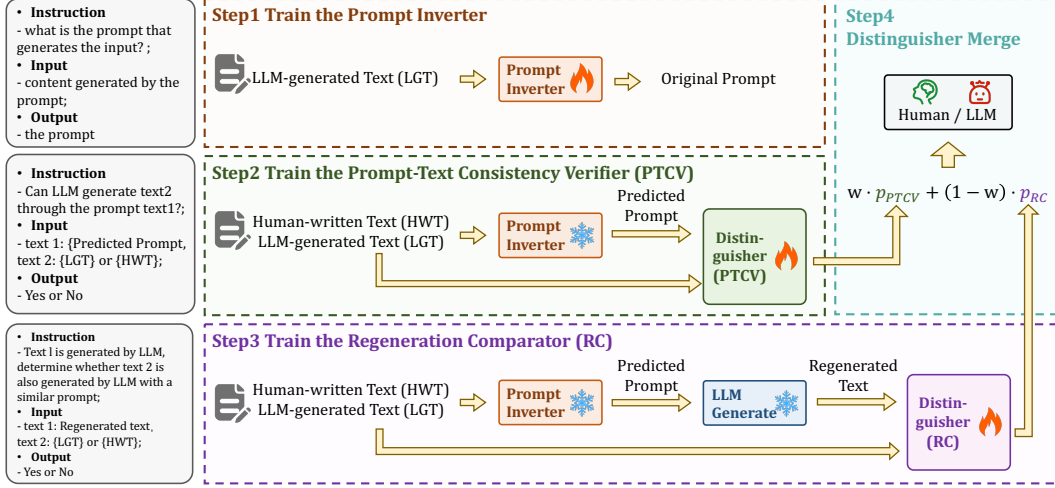 • Instruction
- what is the prompt that
generates the input? ;
• Input
- content generated by the
prompt;
• Output
- the prompt
Step1 Train the Prompt Inverter
LLM-generated Text (LGT)
Prompt
Inverter
Original Prompt
Step4
Distinguisher Merge
Human / LLM
w · p_PTCV + (1 − w) · p_RC
• Instruction
- Can LLM generate text2
through the prompt text1?;
• Input
- text 1: {Predicted Prompt,
text 2: {LGT} or {HWT};
• Output
- Yes or No
Step2 Train the Prompt-Text Consistency Verifier (PTCV)
Human-written Text (HWT)
LLM-generated Text (LGT)
Prompt
Inverter
Predicted
Prompt
Distin-
guisher
(PTCV)
• Instruction
- Text l is generated by LLM,
determine whether text 2 is
also generated by LLM with a
similar prompt;
• Input
- text 1: Regenerated text,
text 2: {LGT} or {HWT};
• Output
- Yes or No
Step3 Train the Regeneration Comparator (RC)
Human-written Text (HWT)
LLM-generated Text (LGT)
Prompt
Inverter
Predicted
Prompt
LLM
Generate
Regenerated
Text
Distin-
guisher
(RC)